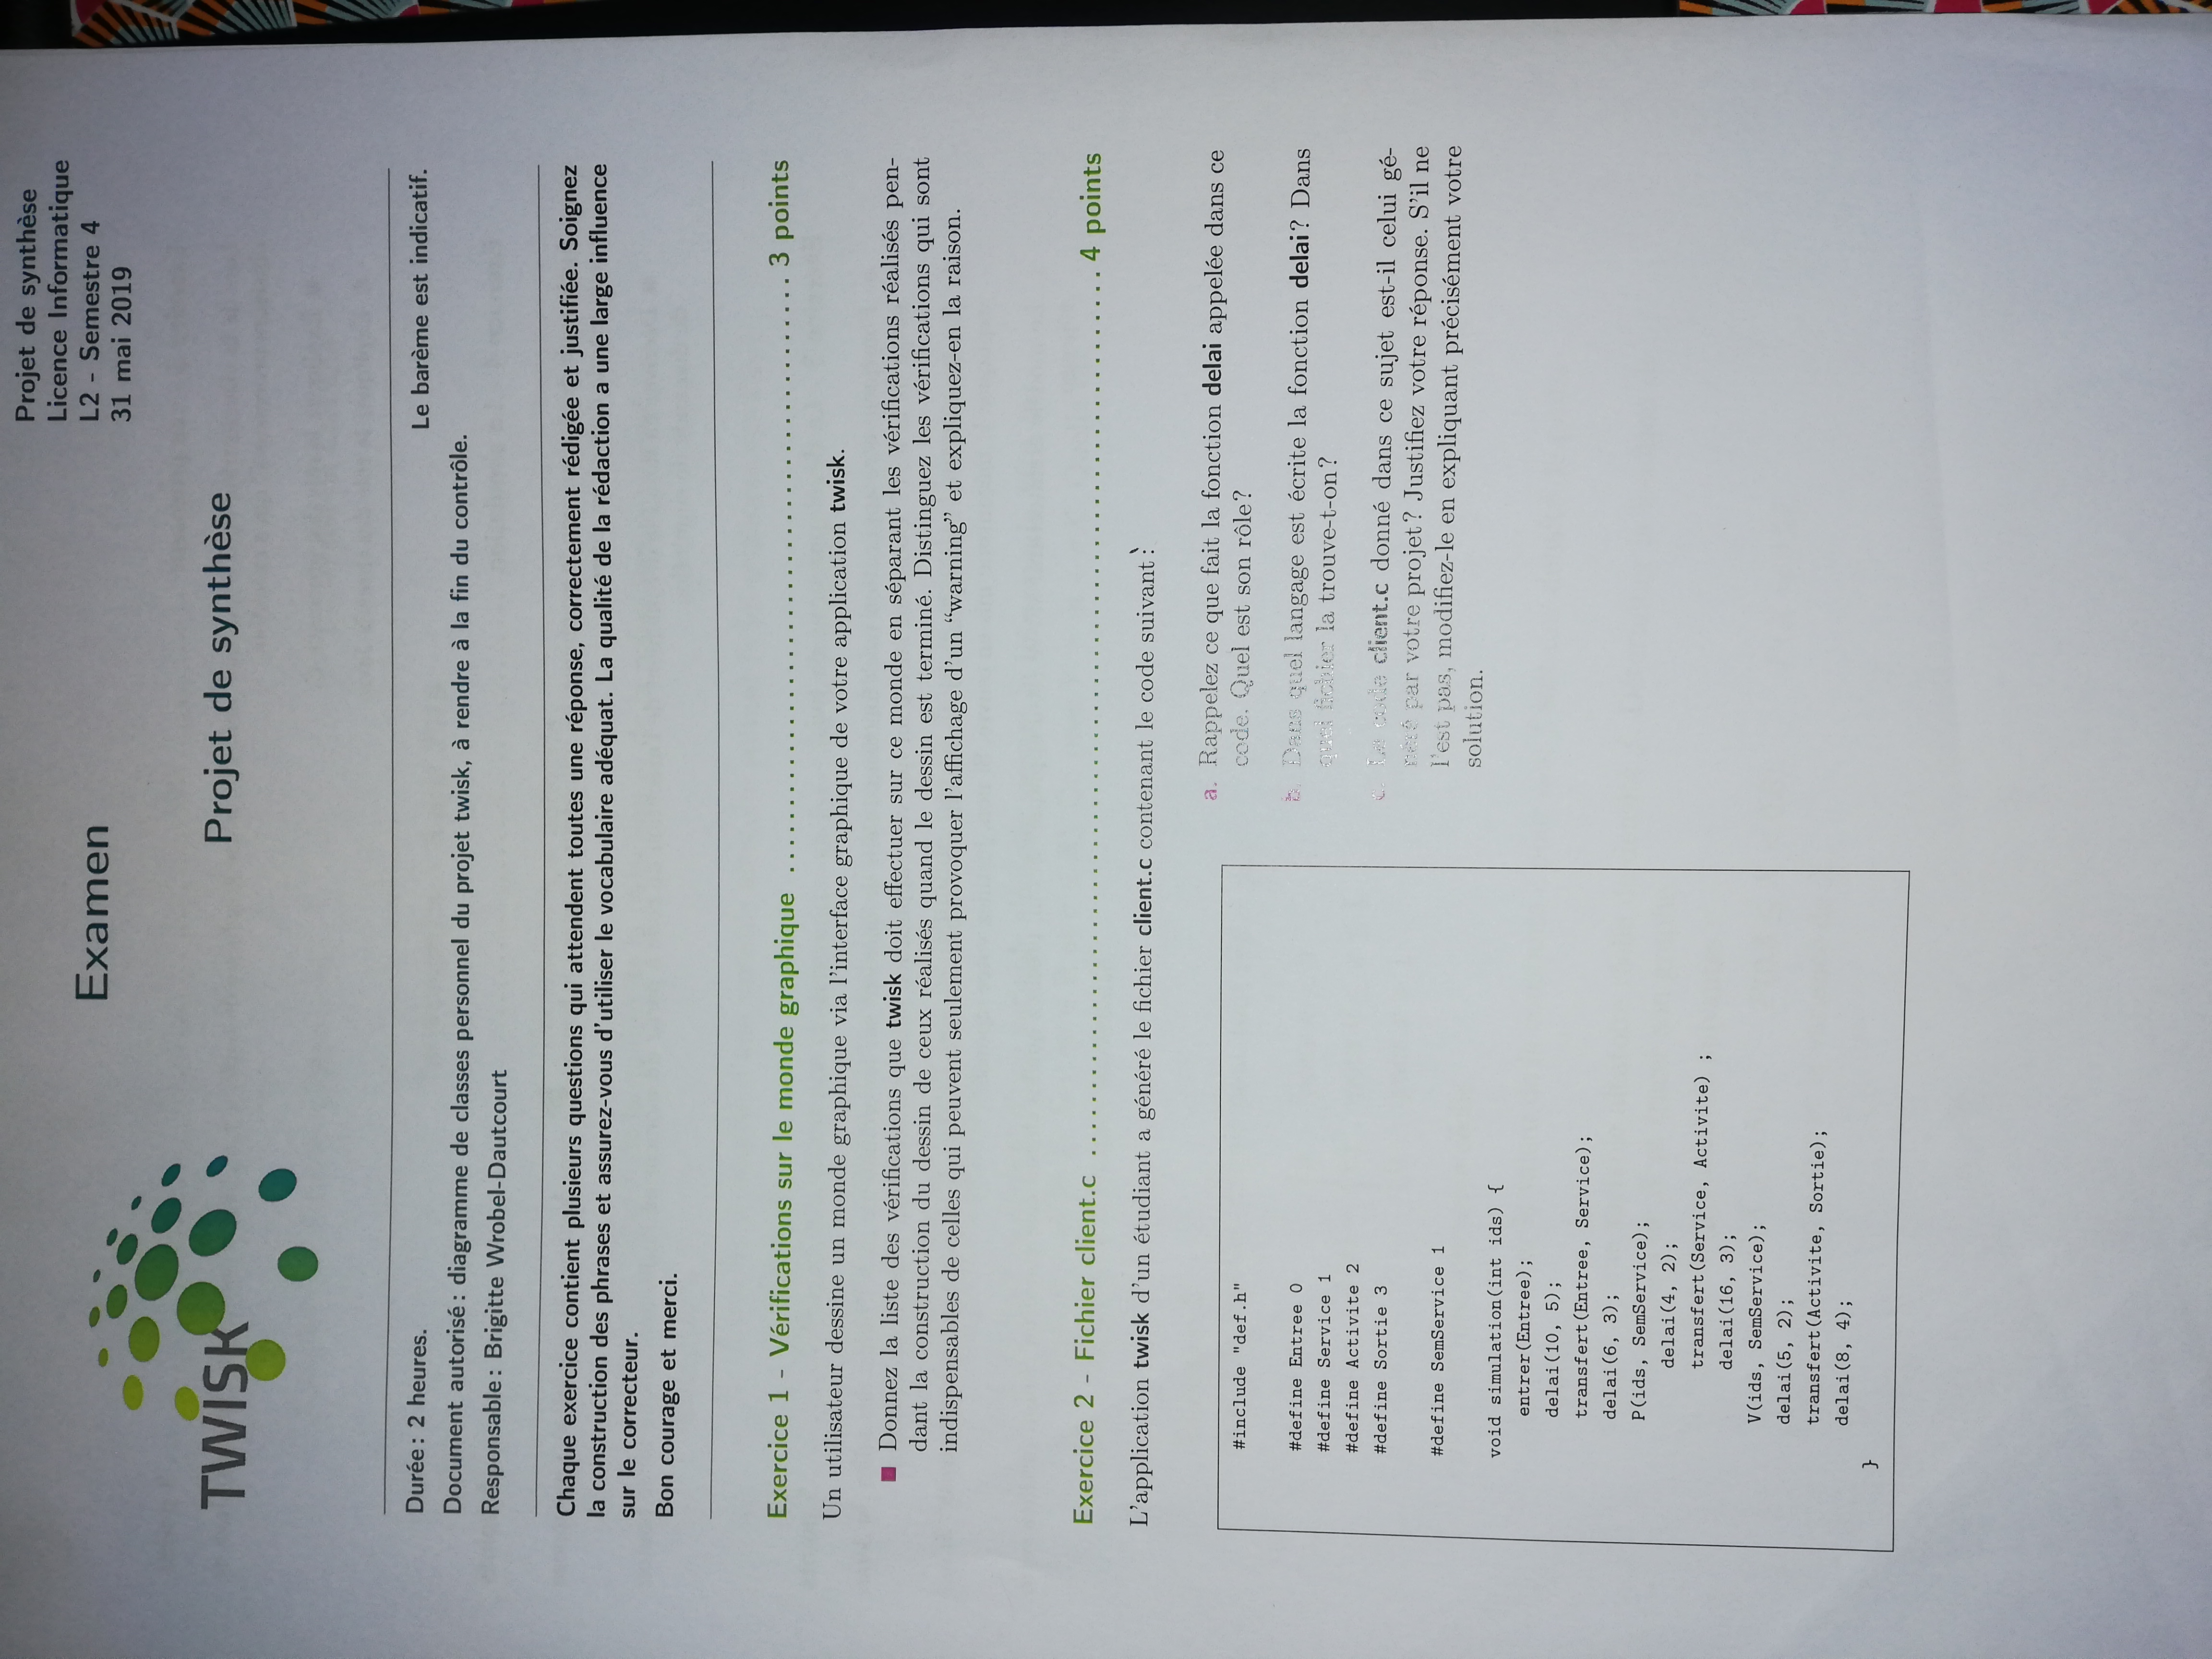 Projet de synthèse
Licence Informatique
L2 - Semestre 4
31 mai 2019
Examen
TWISK
Projet de synthèse
Durée : 2 heures.
Le barème est indicatif.
Document autorisé : diagramme de classes personnel du projet twisk, à rendre à la fin du contrôle.
Responsable : Brigitte Wrobel-Dautcourt
Chaque exercice contient plusieurs questions qui attendent toutes une réponse, correctement rédigée et justifiée. Soignez
la construction des phrases et assurez-vous d'utiliser le vocabulaire adéquat. La qualité de la rédaction a une large influence
sur le correcteur.
Bon courage et merci.
Exercice 1 - Vérifications sur le monde graphique ............................................. 3 points
Un utilisateur dessine un monde graphique via l'interface graphique de votre application twisk.
■ Donnez la liste des vérifications que twisk doit effectuer sur ce monde en séparant les vérifications réalisés pen-
dant la construction du dessin de ceux réalisés quand le dessin est terminé. Distinguez les vérifications qui sont
indispensables de celles qui peuvent seulement provoquer l'affichage d'un "warning" et expliquez-en la raison.
Exercice 2 - Fichier client.c .................................................................. 4 points
L'application twisk d'un étudiant a généré le fichier client.c contenant le code suivant :
#include "def.h"
#define Entree 0
#define Service 1
#define Activite 2
#define Sortie 3
#define SemService 1
void simulation(int ids) {
entrer(Entree);
delai(10, 5);
transfert(Entree, Service);
delai(6, 3);
P(ids, SemService);
delai(4, 2);
transfert(Service, Activite) ;
delai(16, 3);
V(ids, SemService);
delai(5, 2);
transfert(Activite, Sortie);
delai(8, 4);
}
a. Rappelez ce que fait la fonction delai appelée dans ce
code. Quel est son rôle ?
b. Dans quel langage est écrite la fonction delai ? Dans
quel fichier la trouve-t-on ?
c. Le code client.c donné dans ce sujet est-il celui gé-
néré par votre projet ? Justifiez votre réponse. S'il ne
l'est pas, modifiez-le en expliquant précisément votre
solution.